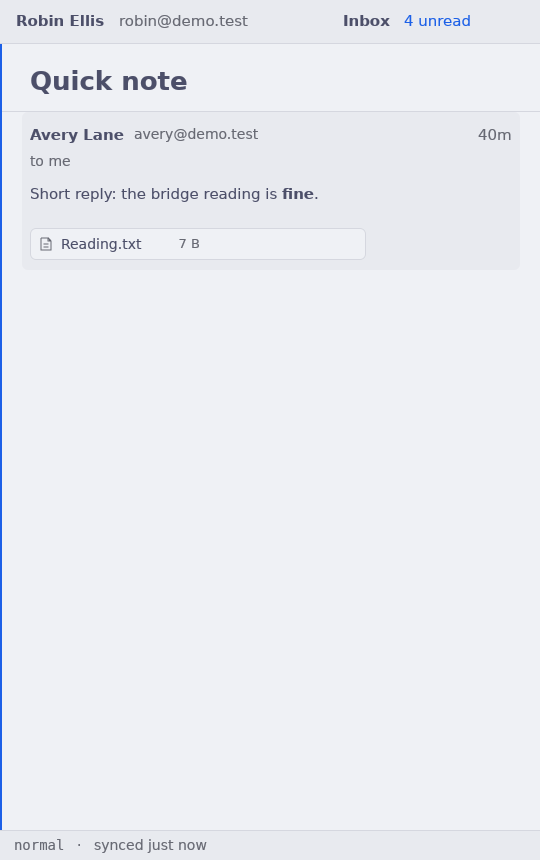 Robin Ellis robin@demo.test Inbox 4 unread
Quick note
Avery Lane avery@demo.test 40m
to me
Short reply: the bridge reading is fine.
Reading.txt 7 B
normal · synced just now